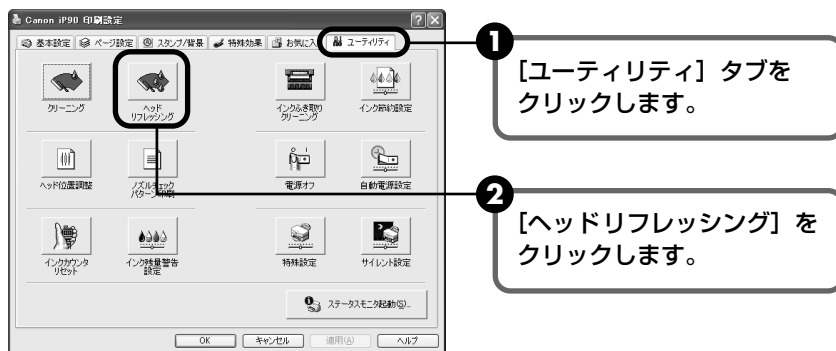 Canon iP90 印刷設定
基本設定 ページ設定 スタンプ/背景 特殊効果 お気に入 ユーティリティ
1
[ユーティリティ] タブを
クリックします。
クリーニング
ヘッド
リフレッシング
インクふき取り
クリーニング
インク節約設定
ヘッド位置調整
ノズルチェック
パターン印刷
電源オフ
自動電源設定
2
[ヘッドリフレッシング] を
クリックします。
インクカウンタ
リセット
インク残量警告
設定
特殊設定
サイレント設定
ステータスモニタ起動(S)...
OK キャンセル 適用(A) ヘルプ